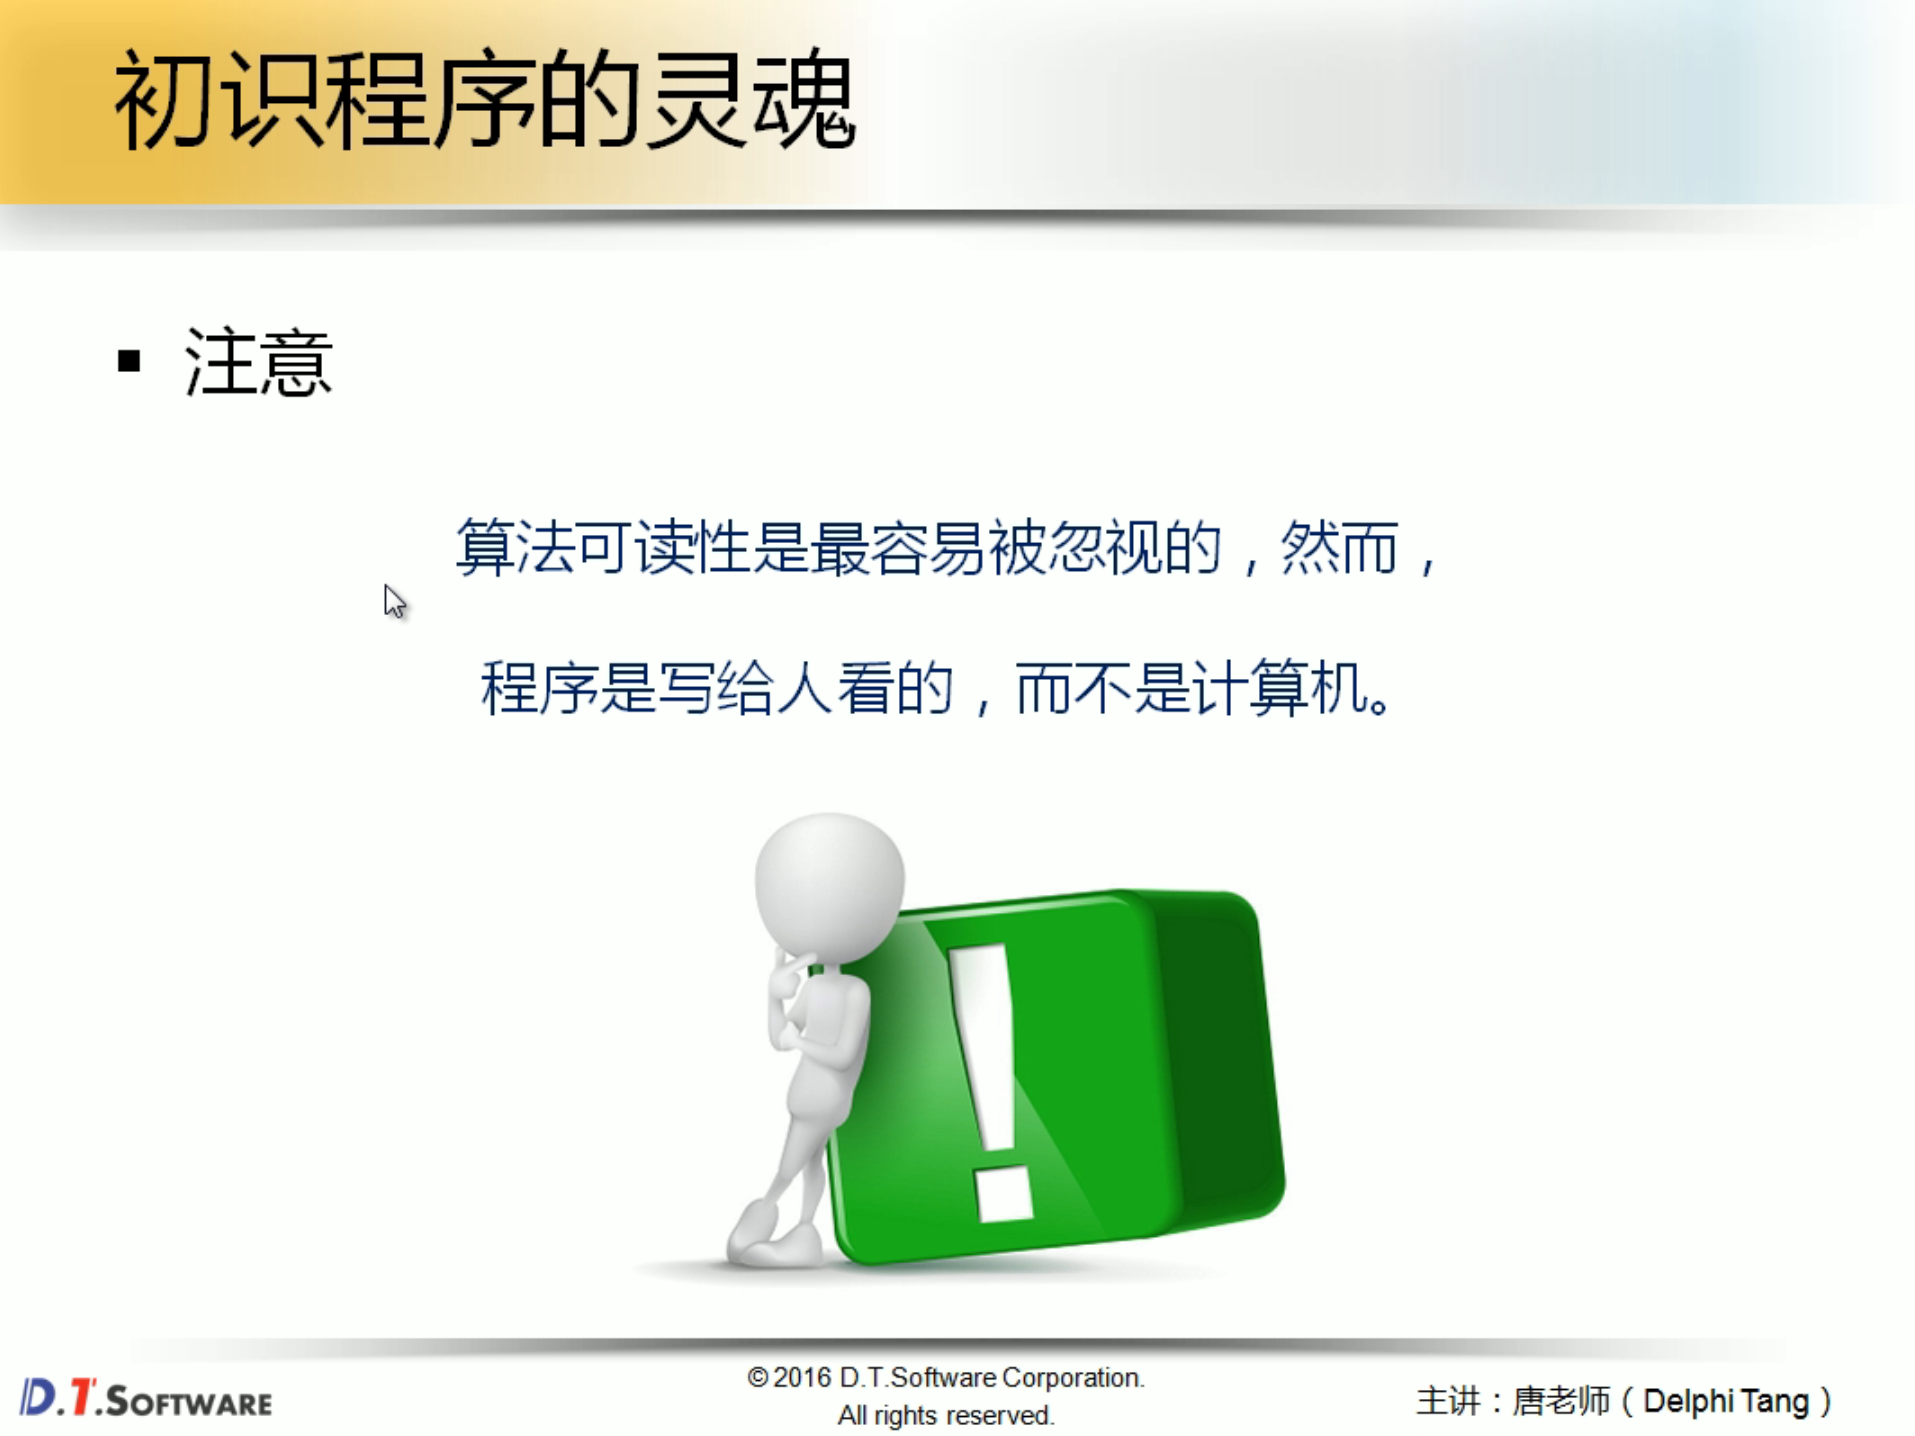 初识程序的灵魂
▪ 注意
算法可读性是最容易被忽视的，然而，
程序是写给人看的，而不是计算机。
!
D.T.SOFTWARE
© 2016 D.T.Software Corporation.
All rights reserved.
主讲：唐老师（Delphi Tang）